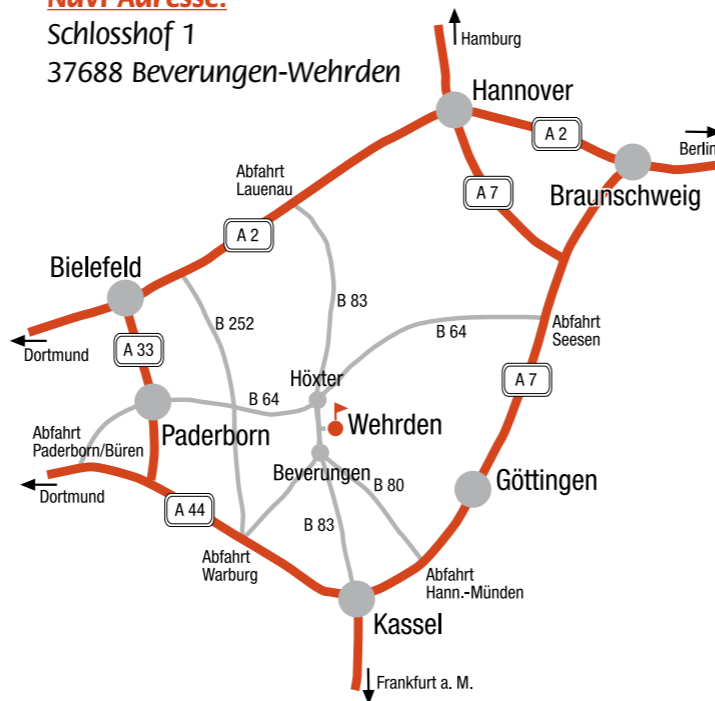 Navi-Adresse:
Schlosshof 1
37688 Beverungen-Wehrden
Hamburg
Hannover
A 2
Berlin
Braunschweig
A 7
Abfahrt
Lauenau
A 2
Bielefeld
B 83
B 252
B 64
Abfahrt
Seesen
Dortmund
A 33
A 7
Höxter
B 64
Wehrden
Paderborn
Abfahrt
Paderborn/Büren
Beverungen
B 80
Göttingen
Dortmund
A 44
B 83
Abfahrt
Warburg
Abfahrt
Hann.-Münden
Kassel
Frankfurt a. M.